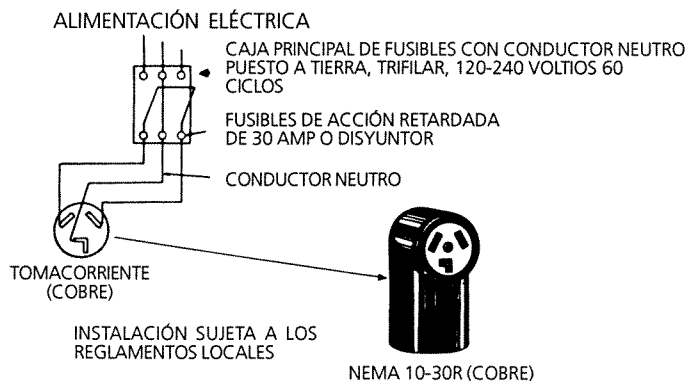 ALIMENTACIÓN ELÉCTRICA
CAJA PRINCIPAL DE FUSIBLES CON CONDUCTOR NEUTRO
PUESTO A TIERRA, TRIFILAR, 120-240 VOLTIOS 60
CICLOS
FUSIBLES DE ACCIÓN RETARDADA
DE 30 AMP O DISYUNTOR
CONDUCTOR NEUTRO
TOMACORRIENTE
(COBRE)
INSTALACIÓN SUJETA A LOS
REGLAMENTOS LOCALES
NEMA 10-30R (COBRE)